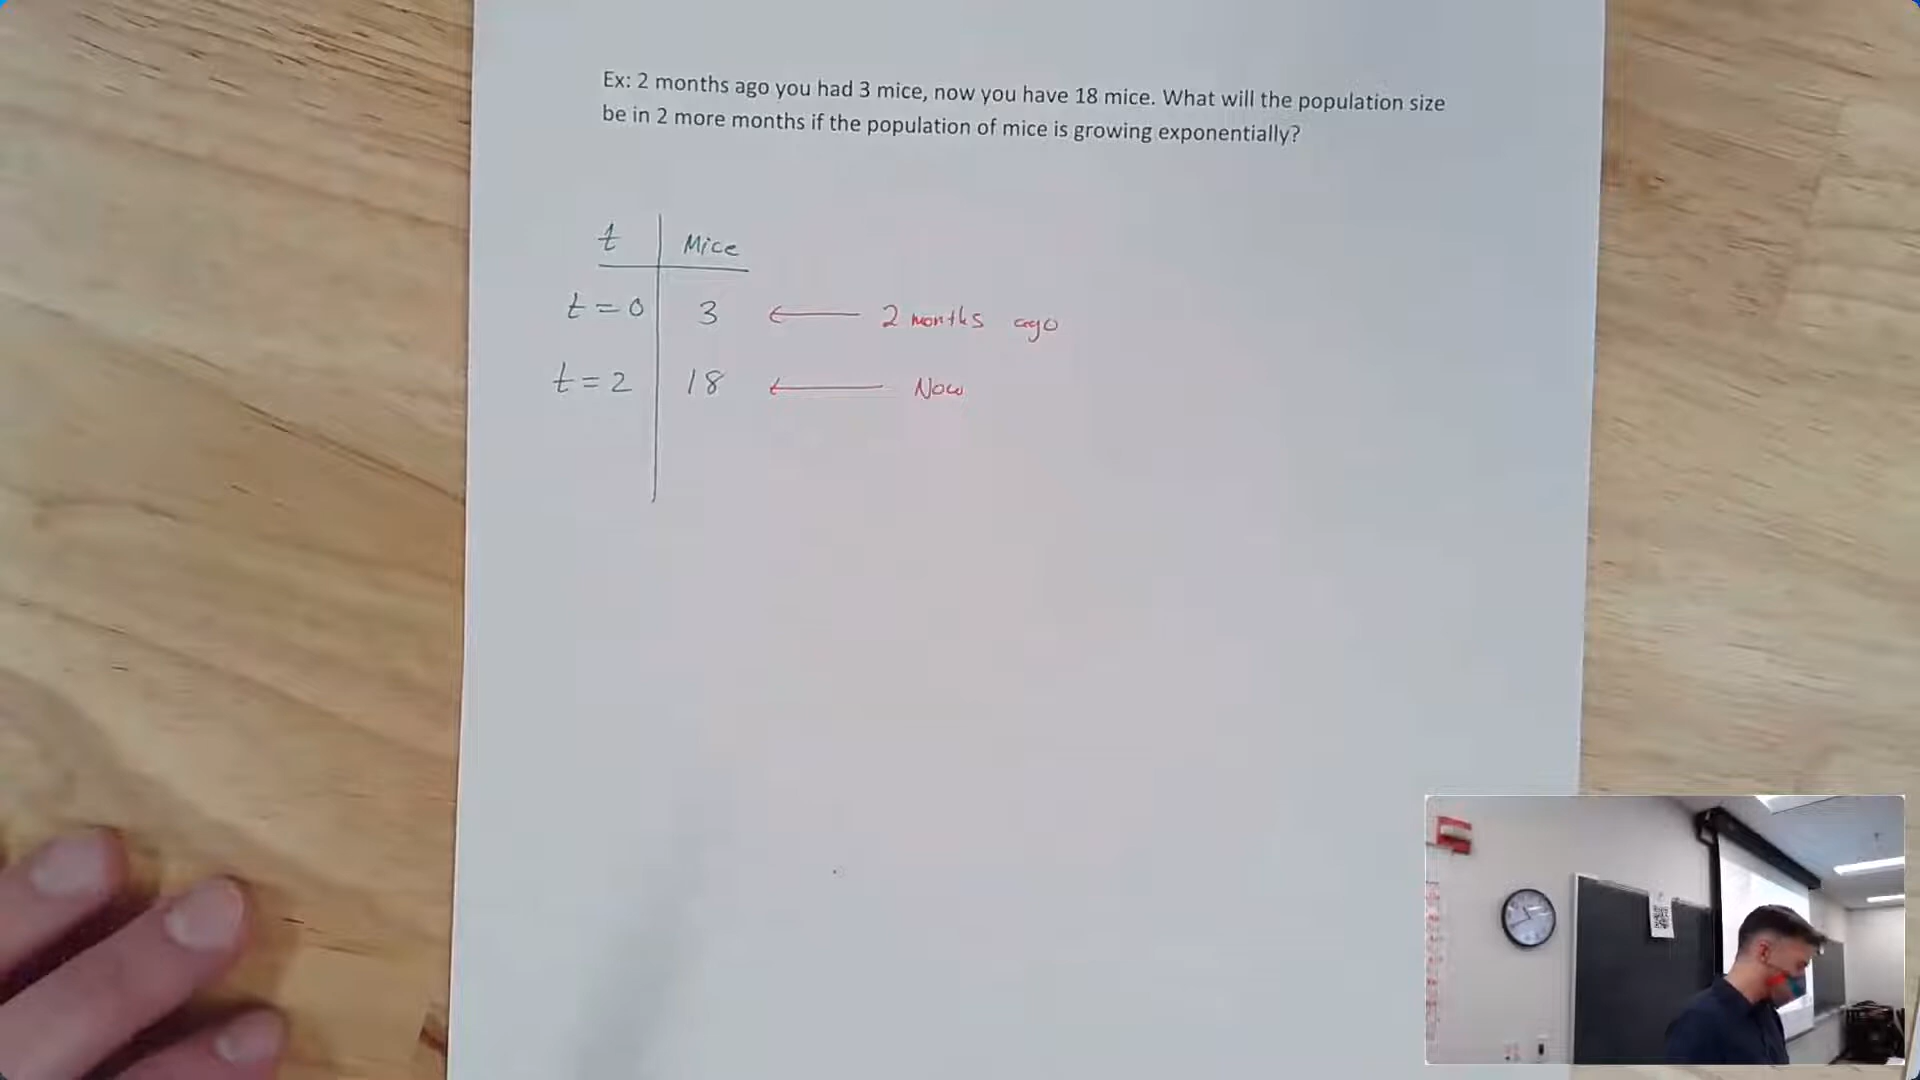 Ex: 2 months ago you had 3 mice, now you have 18 mice. What will the population size
be in 2 more months if the population of mice is growing exponentially?
t Mice
t=0 3 ← 2 months ago
t=2 18 ← Now